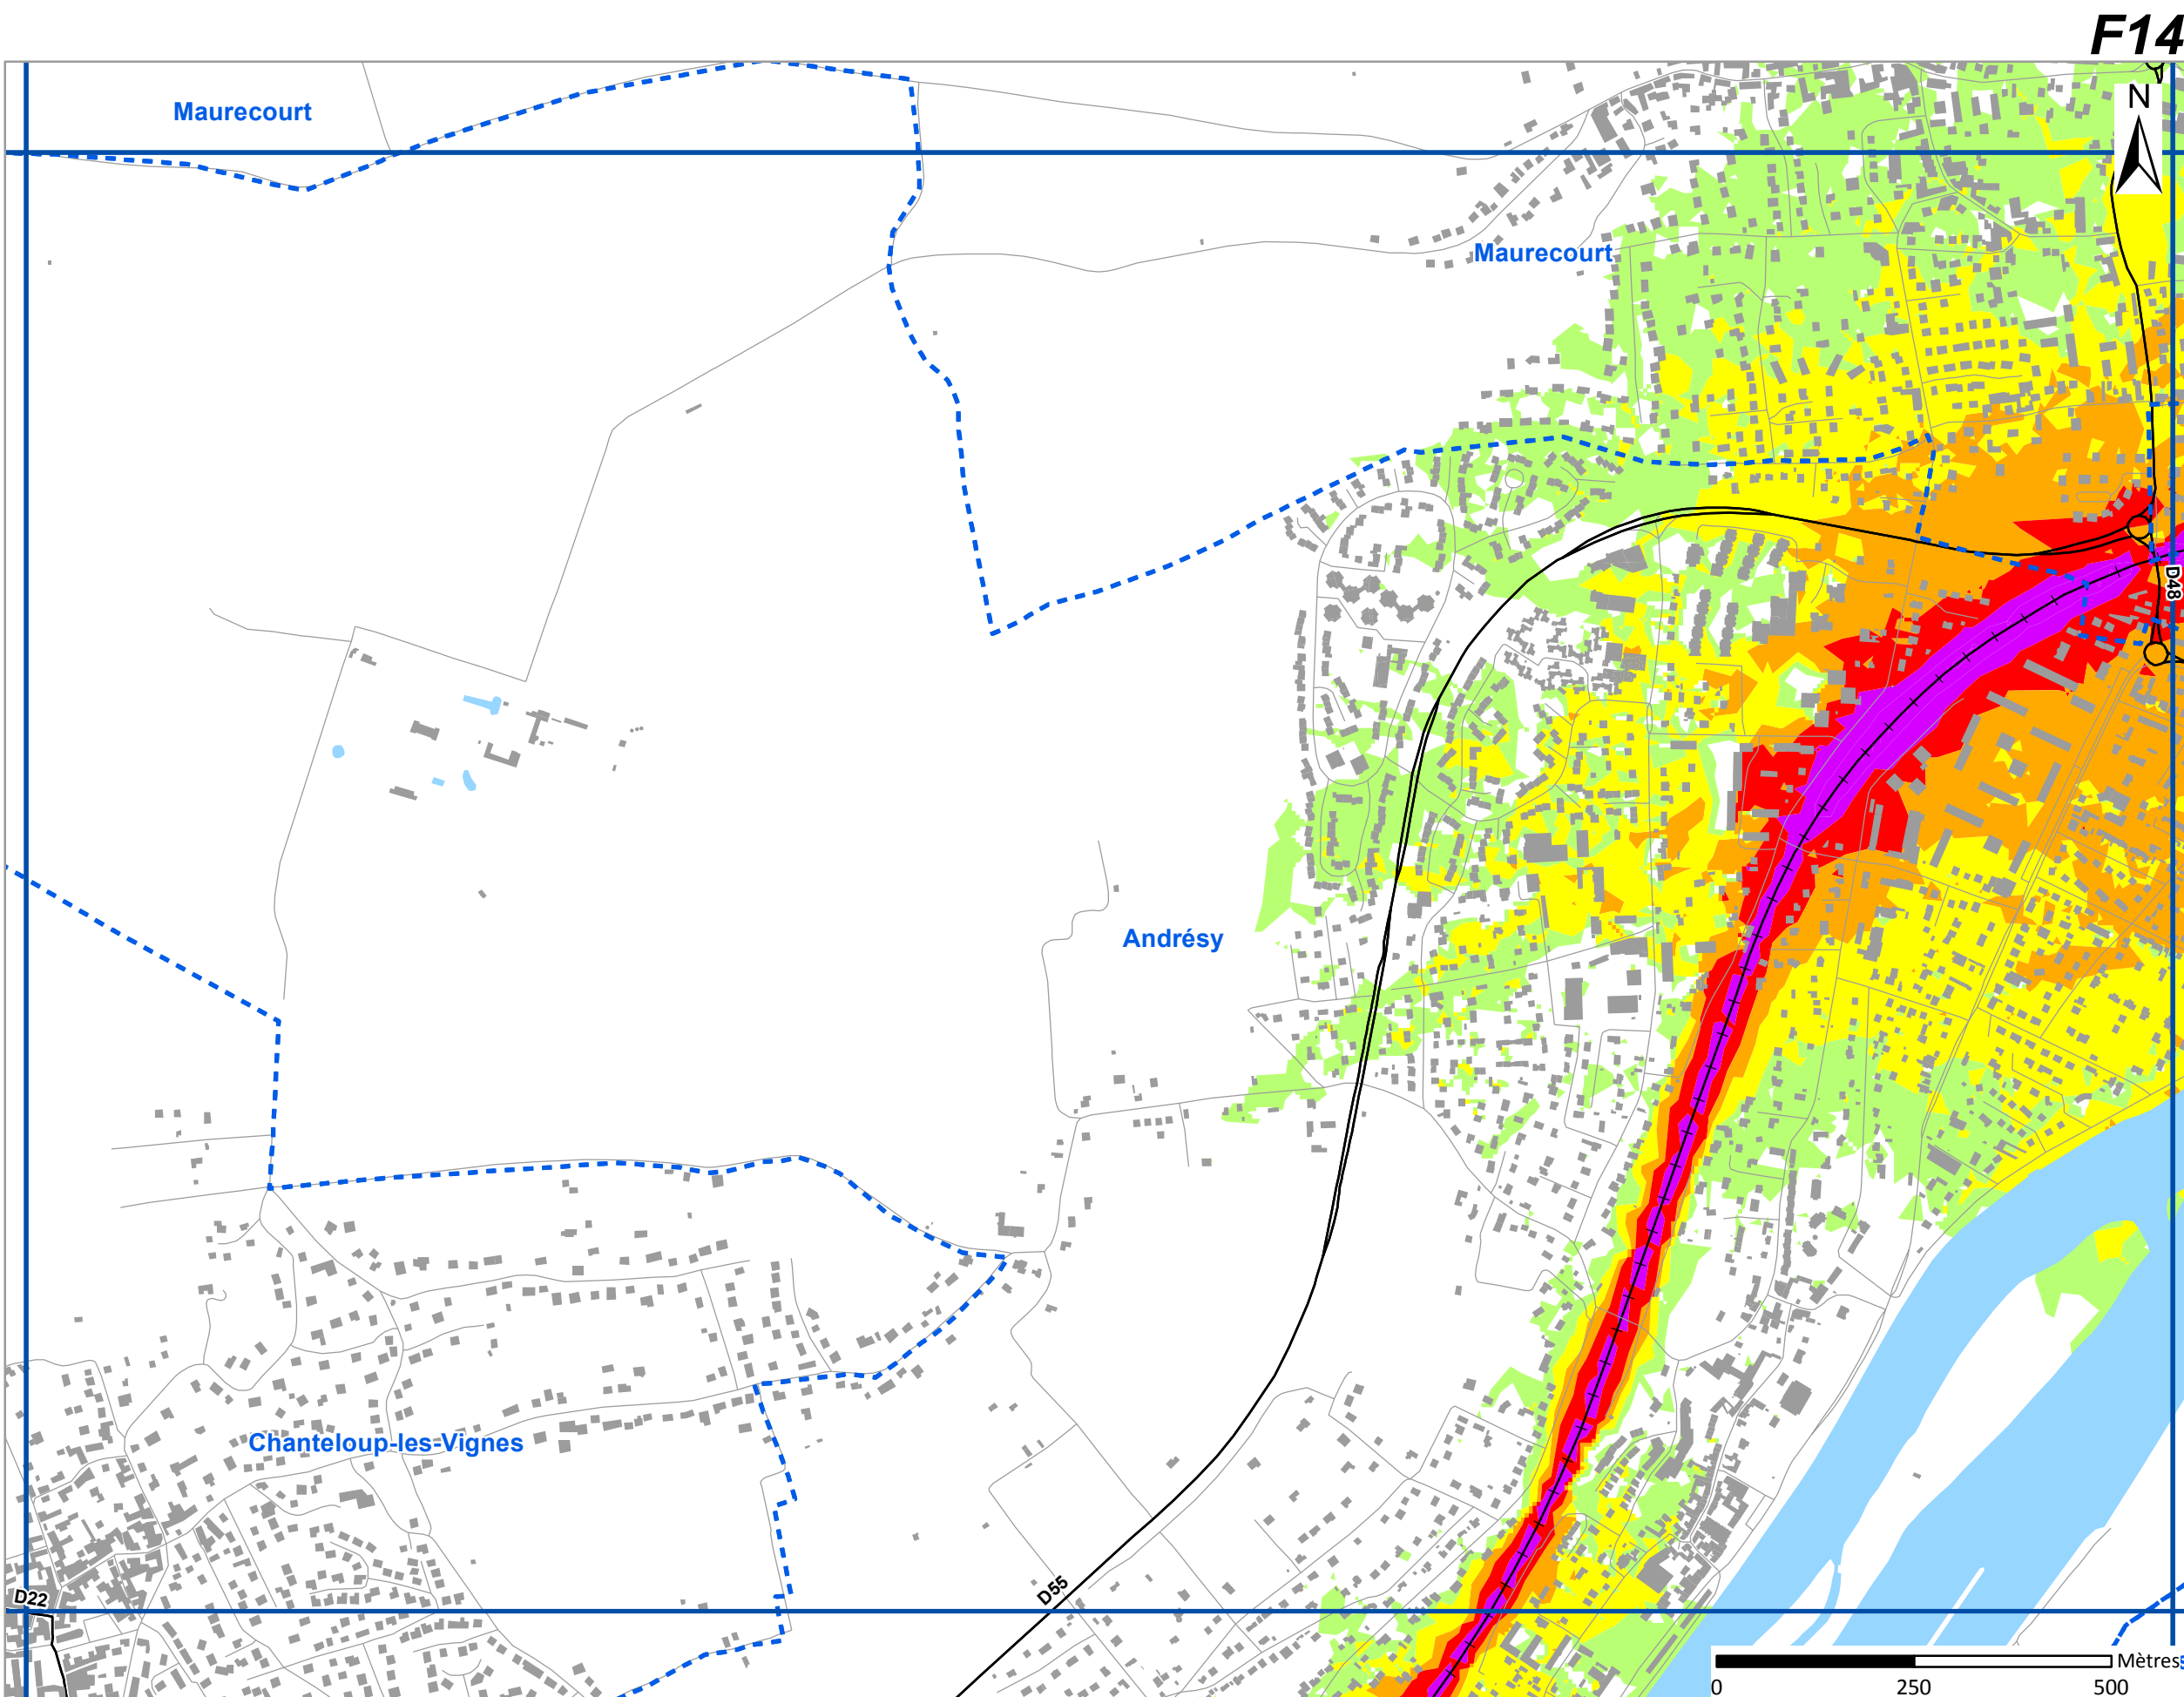 F14
N
Maurecourt
Maurecourt
D48
Andrésy
Chanteloup-les-Vignes
D22
D55
Mètres
0 250 500